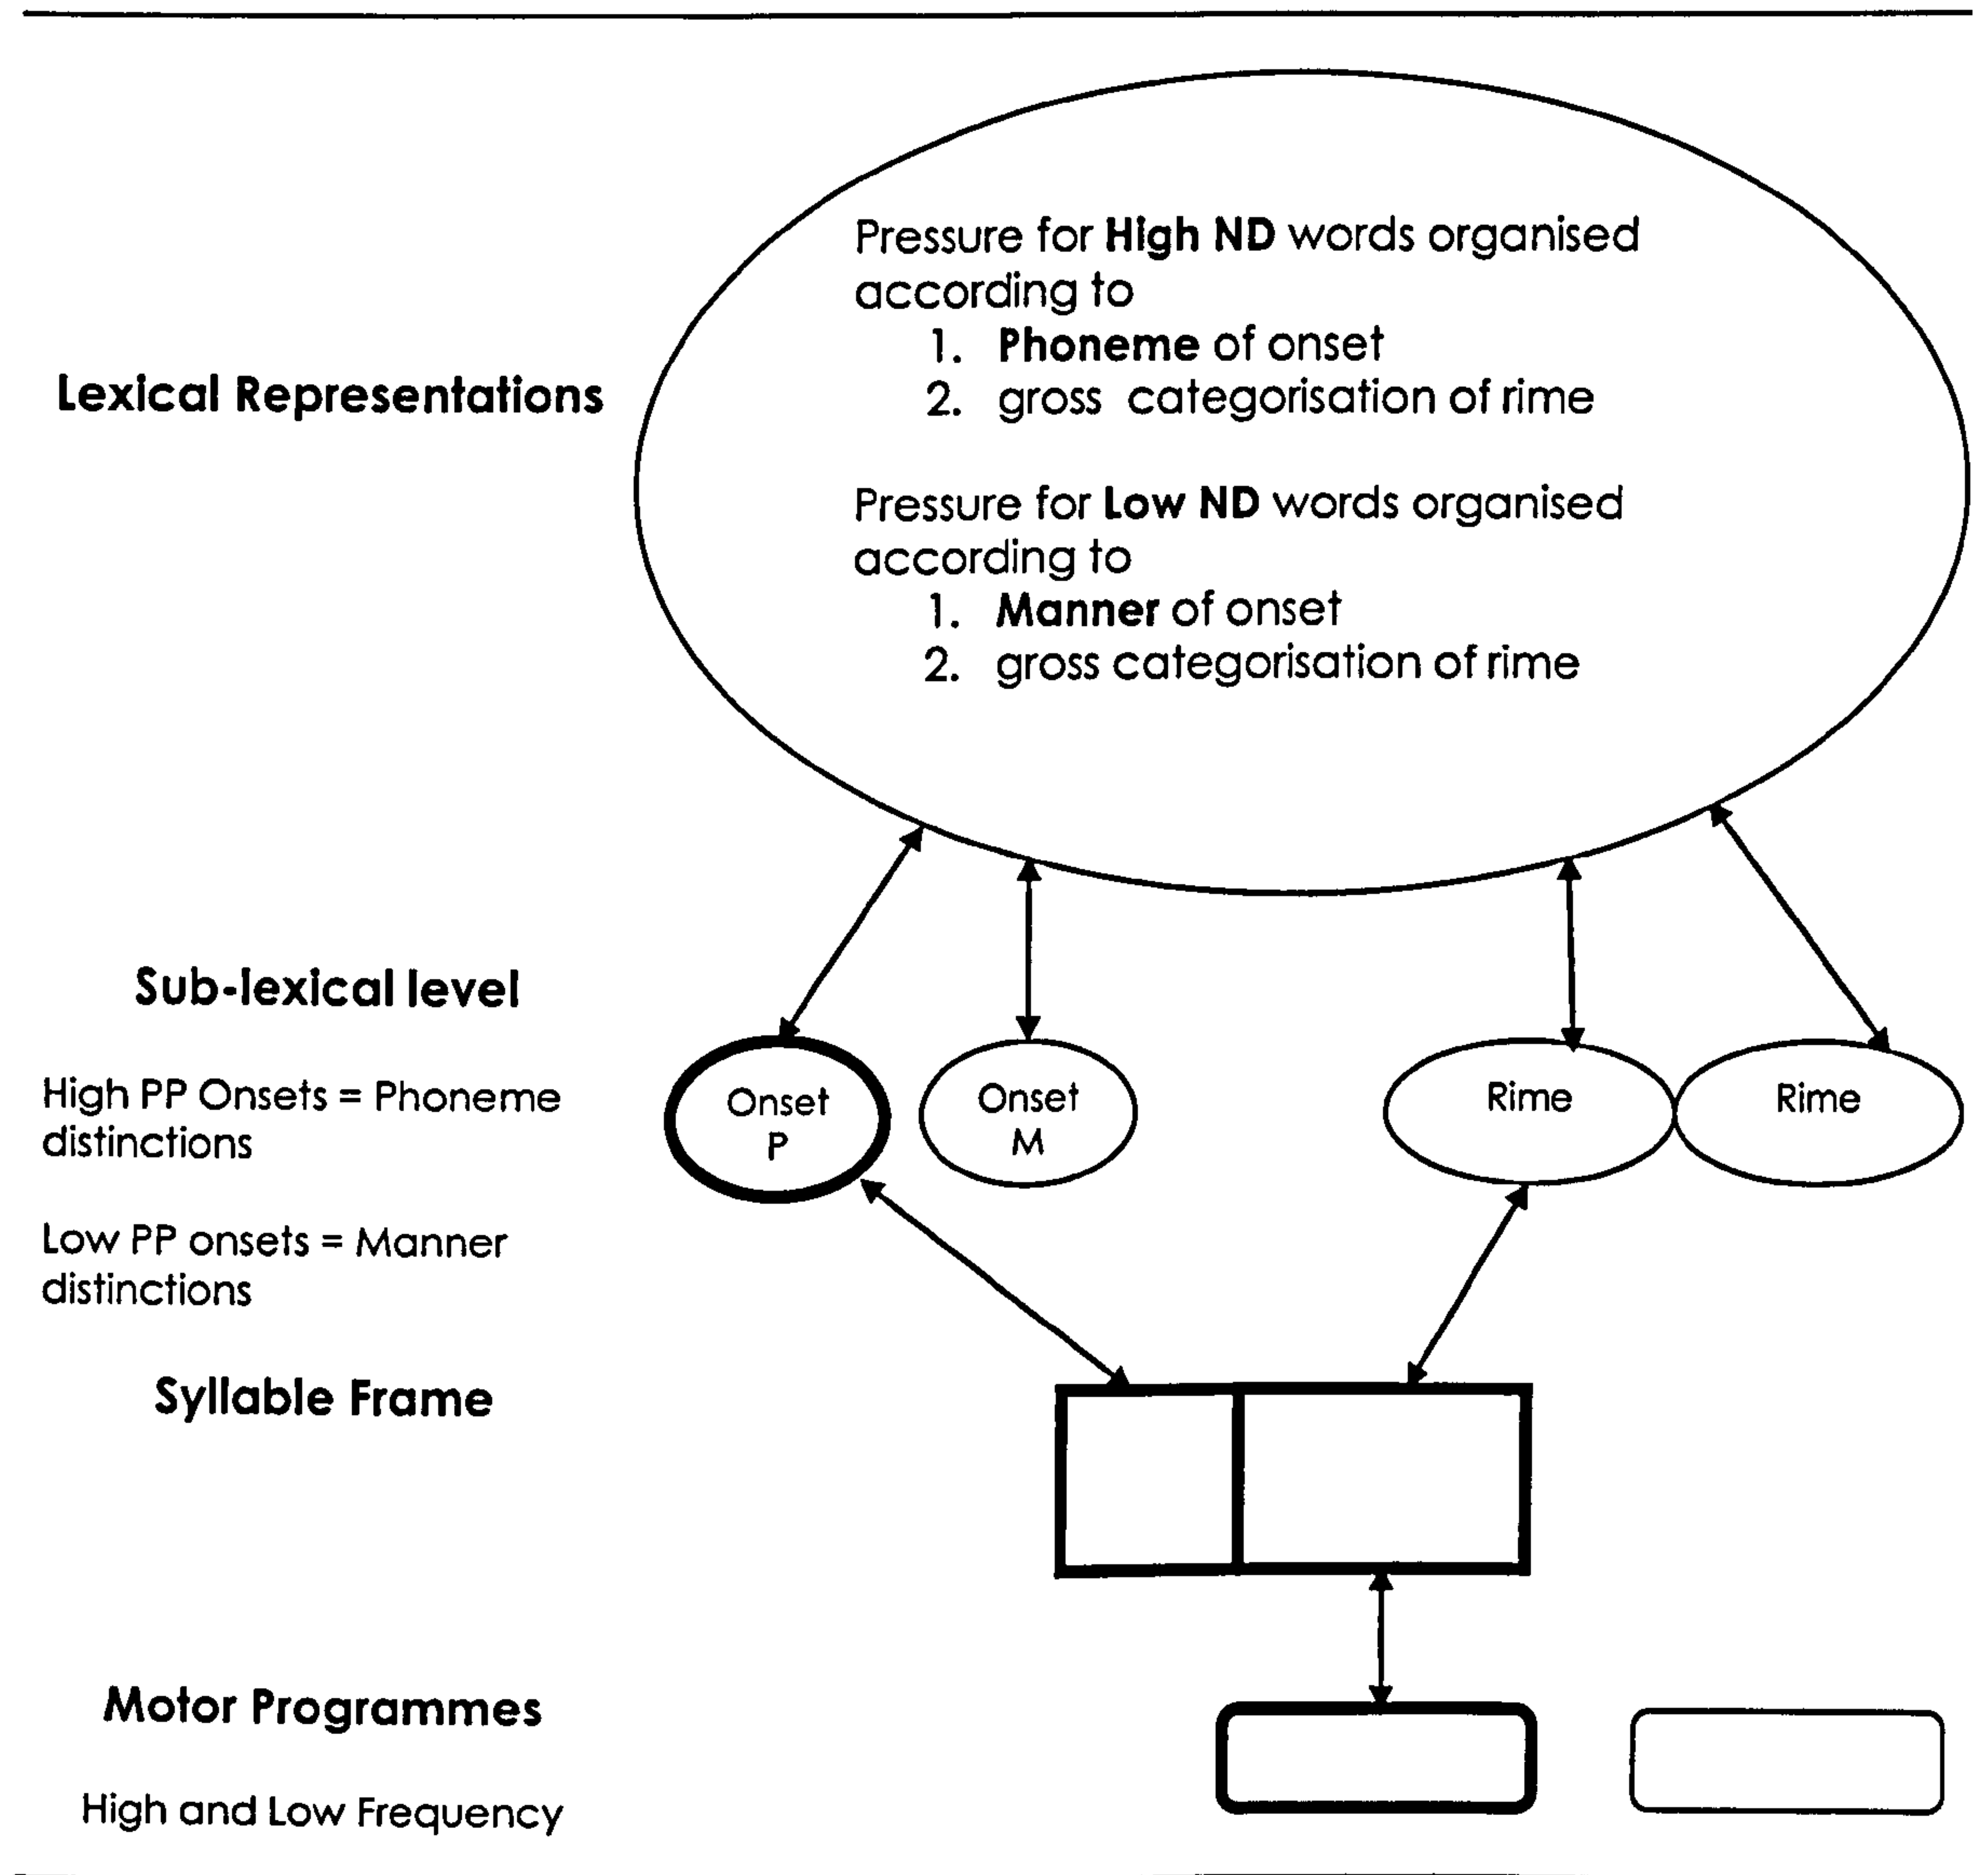 Pressure for High ND words organised
according to
1. Phoneme of onset
2. gross categorisation of rime
Lexical Representations
Pressure for Low ND words organised
according to
1. Manner of onset
2. gross categorisation of rime
Sub-lexical level
High PP Onsets = Phoneme
distinctions
Low PP onsets = Manner
distinctions
Onset
P
Onset
M
Rime
Rime
Syllable Frame
Motor Programmes
High and Low Frequency